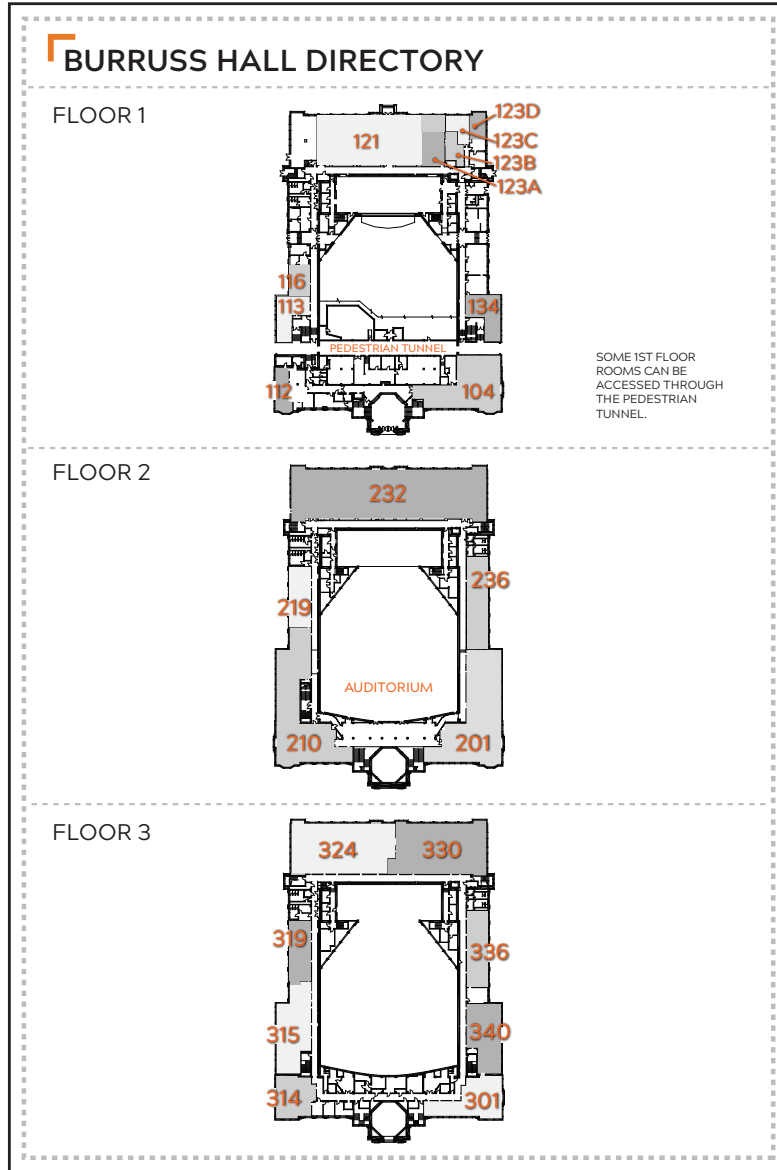 BURRUSS HALL DIRECTORY
FLOOR 1
121
123D
123C
123B
123A
116
113
134
PEDESTRIAN TUNNEL
112
104
SOME 1ST FLOOR
ROOMS CAN BE
ACCESSED THROUGH
THE PEDESTRIAN
TUNNEL.
FLOOR 2
232
236
219
AUDITORIUM
210
201
FLOOR 3
324
330
319
336
315
340
314
301